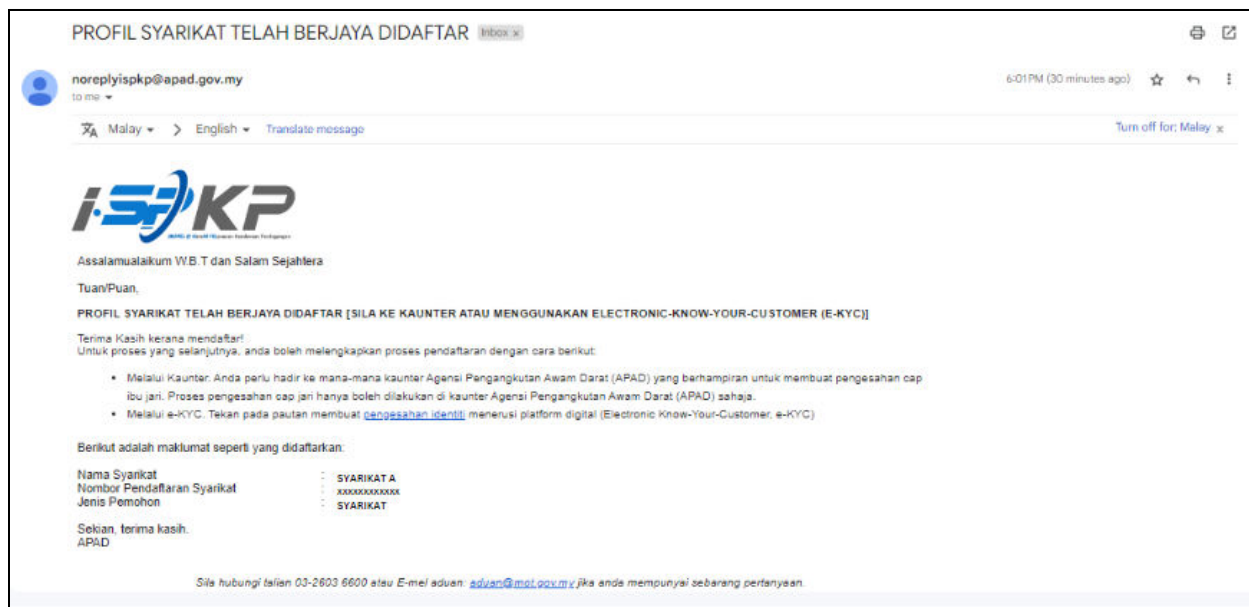 PROFIL SYARIKAT TELAH BERJAYA DIDAFTAR Inbox x
noreplyispkp@apad.gov.my
6:01 PM (30 minutes ago)
to me
Malay > English Translate message
Turn off for: Malay x
i-SPKP
Assalamualaikum W.B.T dan Salam Sejahtera
Tuan/Puan,
PROFIL SYARIKAT TELAH BERJAYA DIDAFTAR [SILA KE KAUNTER ATAU MENGGUNAKAN ELECTRONIC-KNOW-YOUR-CUSTOMER (E-KYC)]
Terima Kasih kerana mendaftar!
Untuk proses yang selanjutnya, anda boleh melengkapkan proses pendaftaran dengan cara berikut:
• Melalui Kaunter. Anda perlu hadir ke mana-mana kaunter Agensi Pengangkutan Awam Darat (APAD) yang berhampiran untuk membuat pengesahan cap
ibu jari. Proses pengesahan cap jari hanya boleh dilakukan di kaunter Agensi Pengangkutan Awam Darat (APAD) sahaja.
• Melalui e-KYC. Tekan pada pautan membuat pengesahan identiti menerusi platform digital (Electronic Know-Your-Customer, e-KYC)
Berikut adalah maklumat seperti yang didaftarkan:
Nama Syarikat : SYARIKAT A
Nombor Pendaftaran Syarikat : xxxxxxxxxxxx
Jenis Pemohon : SYARIKAT
Sekian, terima kasih.
APAD
Sila hubungi talian 03-2603 6600 atau E-mel aduan: aduan@mot.gov.my jika anda mempunyai sebarang pertanyaan.